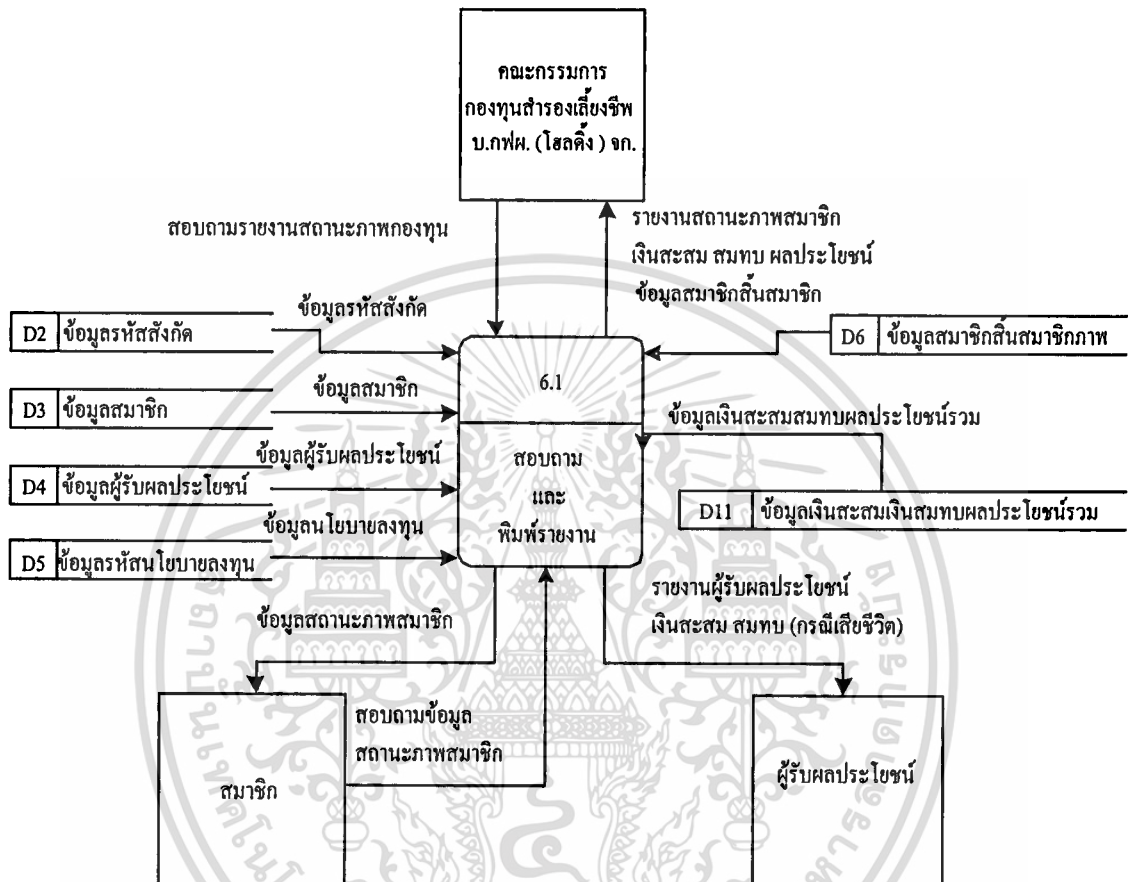 คณะกรรมการ
กองทุนสำรองเลี้ยงชีพ
บ.กฟผ. (โฮลดิ้ง ) จก.
สอบถามรายงานสถานะภาพกองทุน
รายงานสถานะภาพสมาชิก
เงินสะสม สมทบ ผลประโยชน์
ข้อมูลสมาชิกสิ้นสมาชิก
ข้อมูลรหัสสังกัด
D2 ข้อมูลรหัสสังกัด
D6 ข้อมูลสมาชิกสิ้นสมาชิกภาพ
6.1
ข้อมูลสมาชิก
D3 ข้อมูลสมาชิก
ข้อมูลเงินสะสมสมทบผลประโยชน์รวม
สอบถาม
และ
พิมพ์รายงาน
ข้อมูลผู้รับผลประโยชน์
D4 ข้อมูลผู้รับผลประโยชน์
D11 ข้อมูลเงินสะสมเงินสมทบผลประโยชน์รวม
ข้อมูลนโยบายลงทุน
D5 ข้อมูลรหัสนโยบายลงทุน
รายงานผู้รับผลประโยชน์
เงินสะสม สมทบ (กรณีเสียชีวิต)
ข้อมูลสถานะภาพสมาชิก
สอบถามข้อมูล
สถานะภาพสมาชิก
สมาชิก
ผู้รับผลประโยชน์